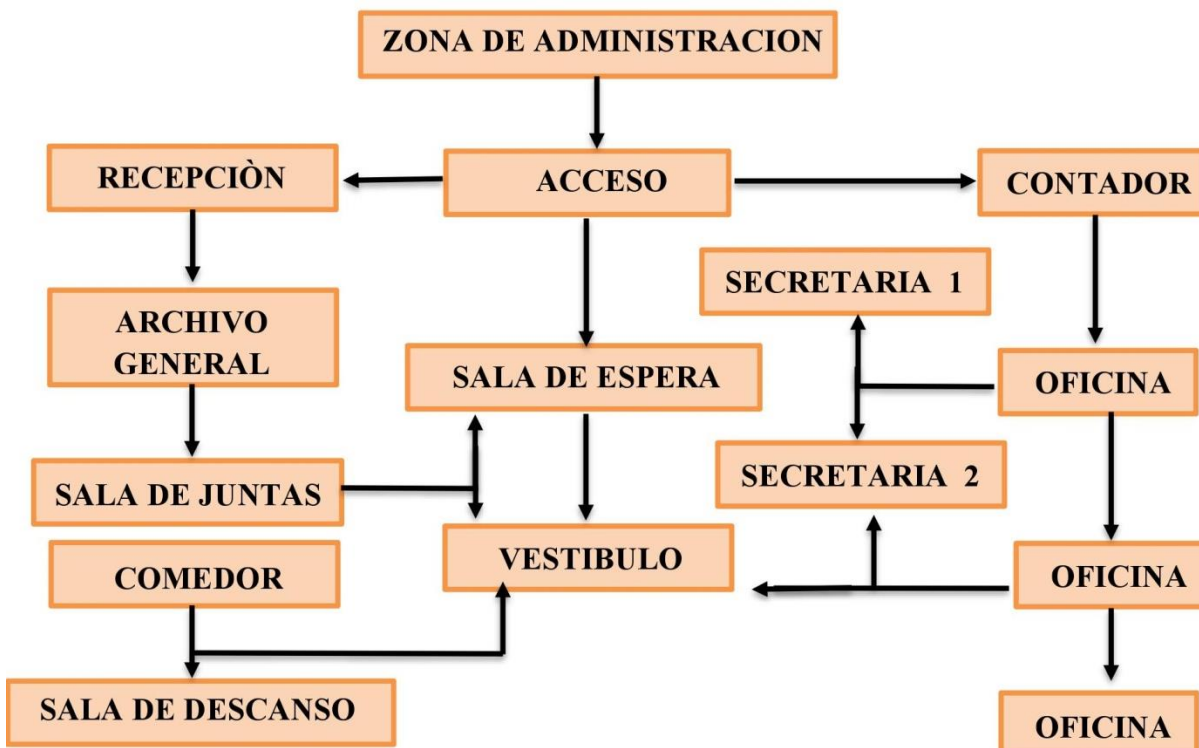 ZONA DE ADMINISTRACION
RECEPCIÒN
ACCESO
CONTADOR
SECRETARIA 1
ARCHIVO
GENERAL
SALA DE ESPERA
OFICINA
SALA DE JUNTAS
SECRETARIA 2
COMEDOR
VESTIBULO
OFICINA
SALA DE DESCANSO
OFICINA